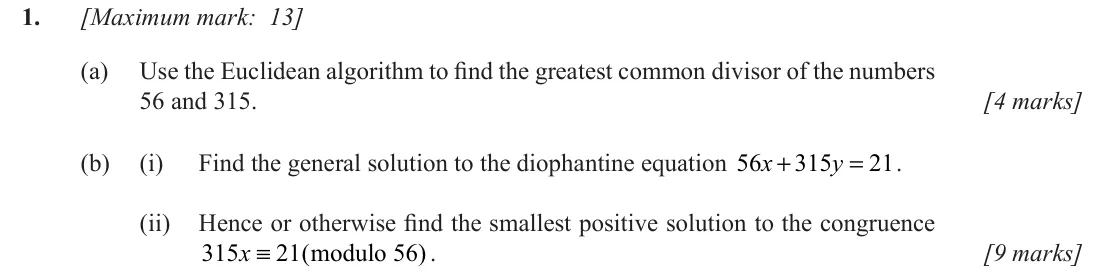 1. [Maximum mark: 13]
(a) Use the Euclidean algorithm to find the greatest common divisor of the numbers
56 and 315. [4 marks]
(b) (i) Find the general solution to the diophantine equation 56x + 315y = 21.
(ii) Hence or otherwise find the smallest positive solution to the congruence
315x ≡ 21 (modulo 56). [9 marks]